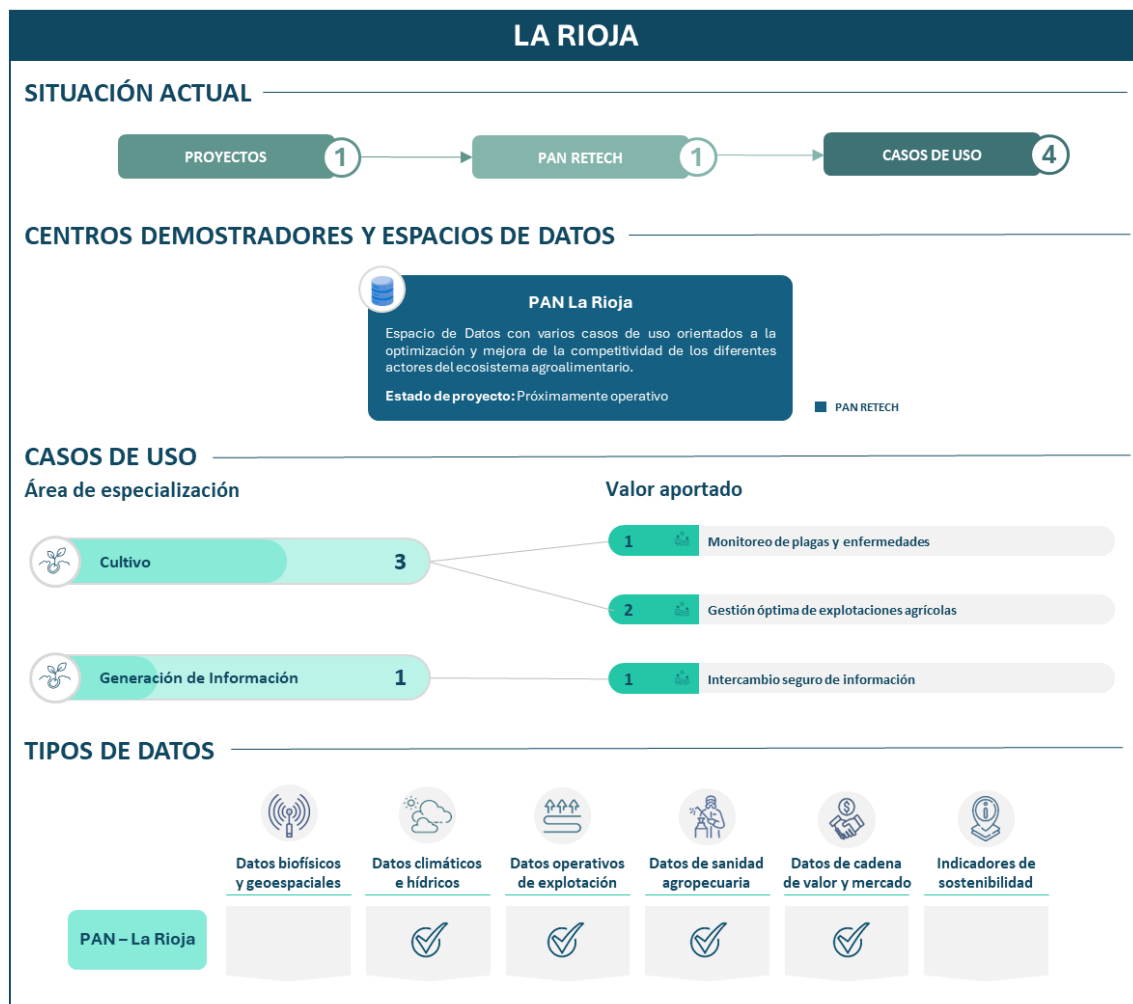 LA RIOJA
SITUACIÓN ACTUAL
PROYECTOS 1
PAN RETECH 1
CASOS DE USO 4
CENTROS DEMOSTRADORES Y ESPACIOS DE DATOS
PAN La Rioja
Espacio de Datos con varios casos de uso orientados a la
optimización y mejora de la competitividad de los diferentes
actores del ecosistema agroalimentario.
Estado de proyecto: Próximamente operativo
PAN RETECH
CASOS DE USO
Área de especialización
Valor aportado
Cultivo 3
1 Monitoreo de plagas y enfermedades
2 Gestión óptima de explotaciones agrícolas
Generación de Información 1
1 Intercambio seguro de información
TIPOS DE DATOS
Datos biofísicos
y geoespaciales
Datos climáticos
e hídricos
Datos operativos
de explotación
Datos de sanidad
agropecuaria
Datos de cadena
de valor y mercado
Indicadores de
sostenibilidad
PAN – La Rioja